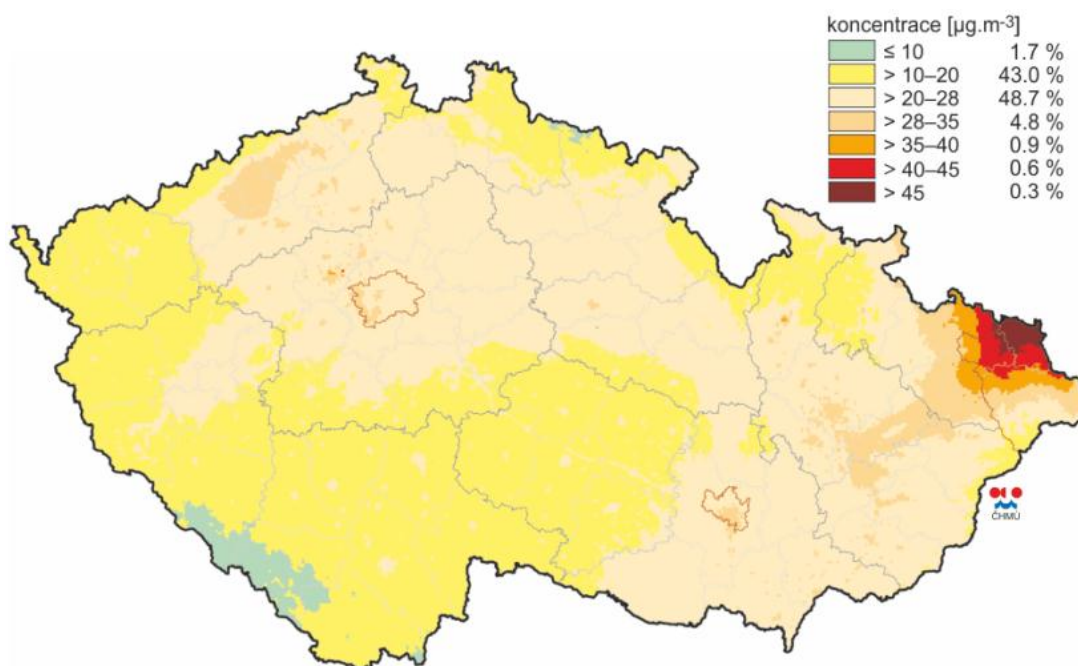 koncentrace [µg.m-3]
≤ 10 1.7 %
> 10–20 43.0 %
> 20–28 48.7 %
> 28–35 4.8 %
> 35–40 0.9 %
> 40–45 0.6 %
> 45 0.3 %
ČHMÚ